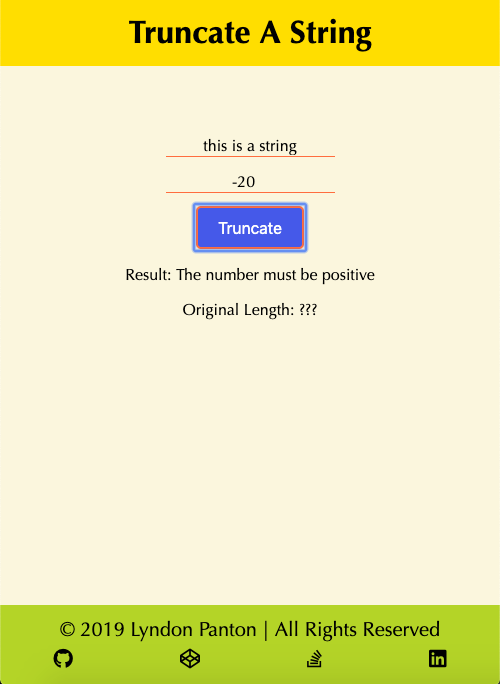 Truncate A String
this is a string
-20
Truncate
Result: The number must be positive
Original Length: ???
© 2019 Lyndon Panton | All Rights Reserved